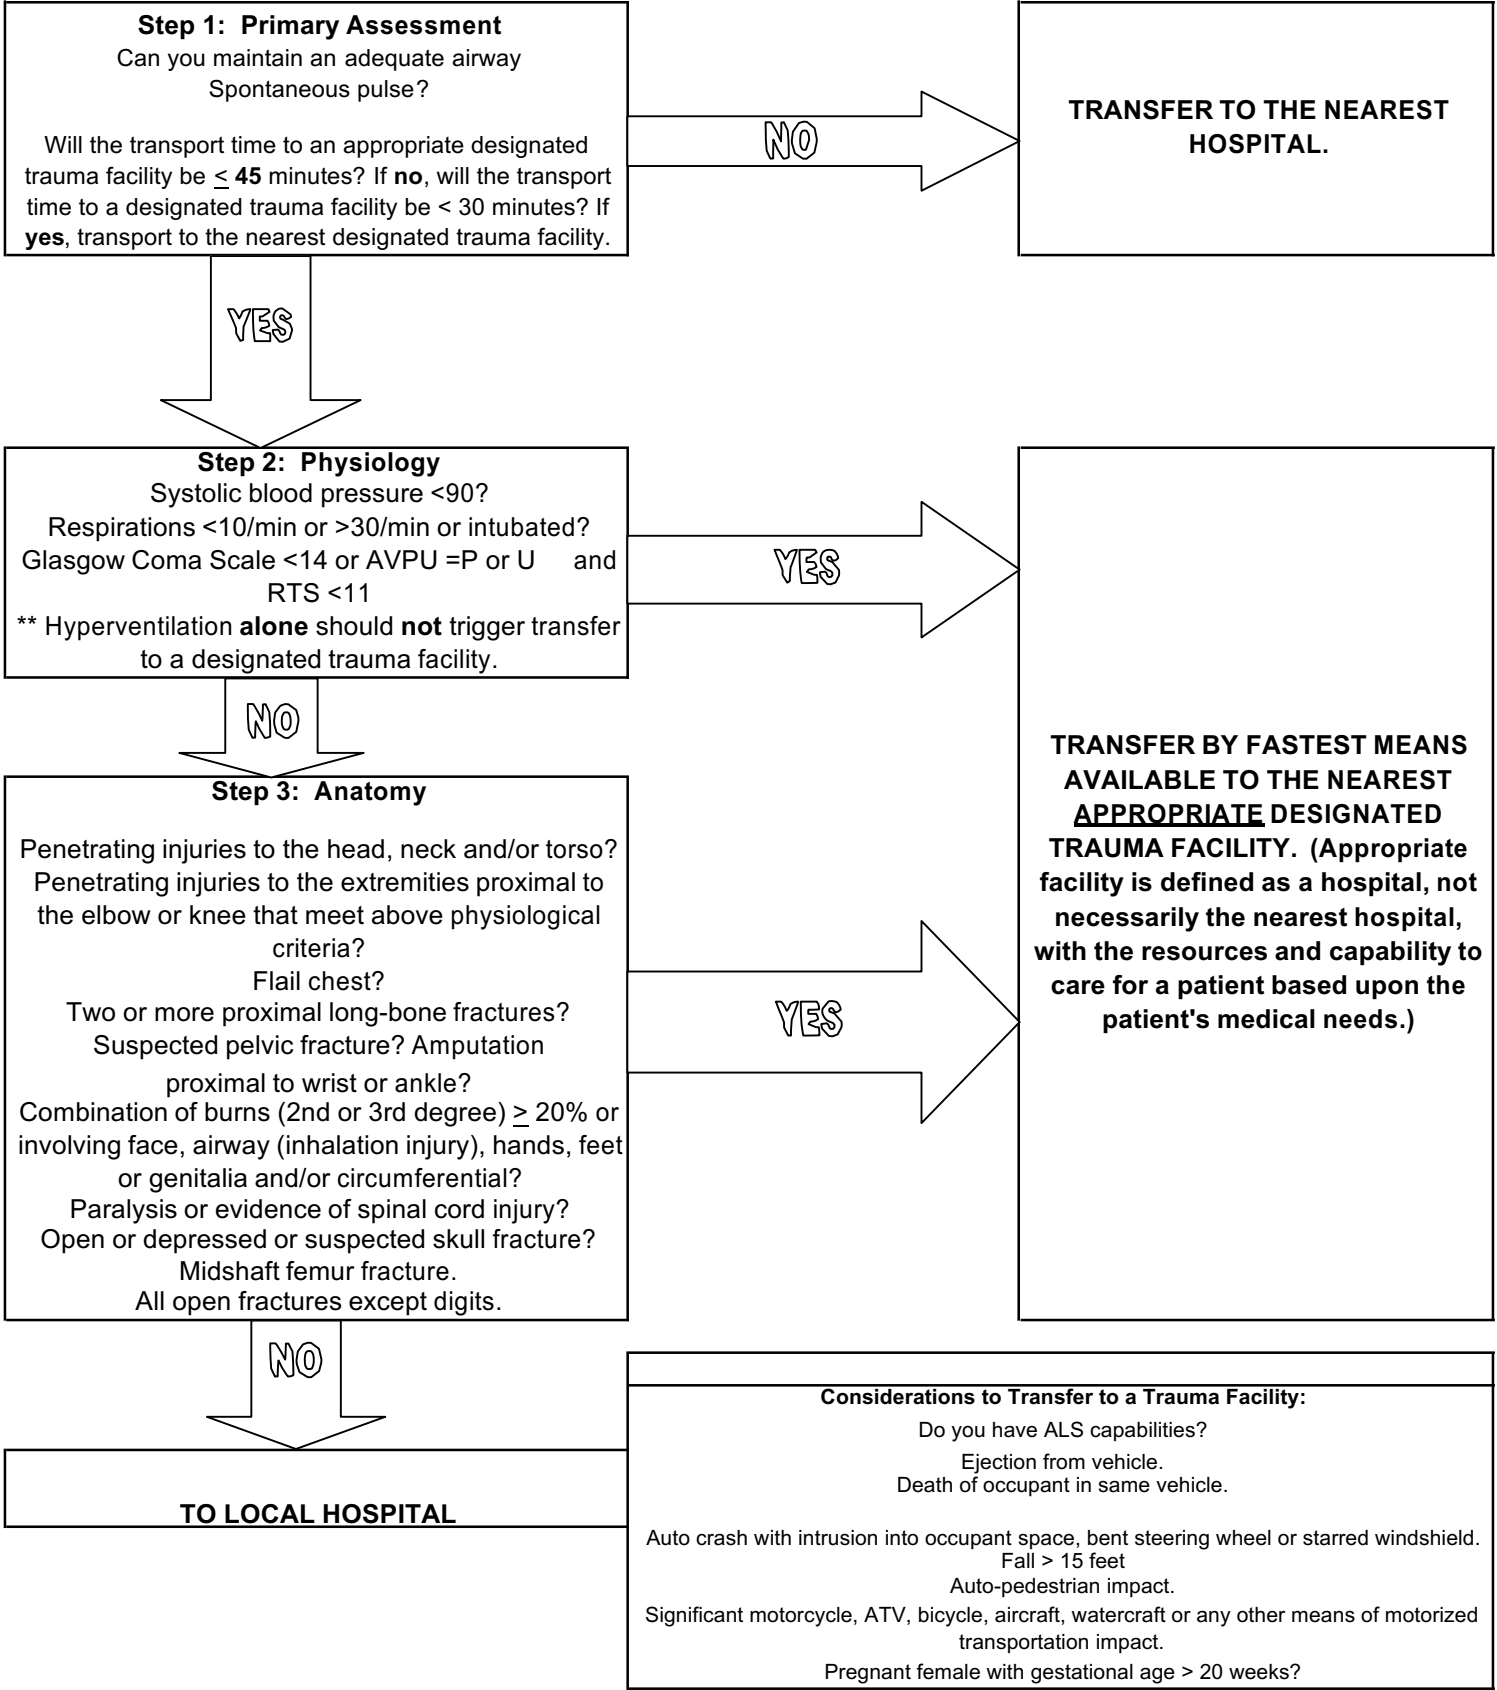 Step 1: Primary Assessment
Can you maintain an adequate airway
Spontaneous pulse?
Will the transport time to an appropriate designated
trauma facility be < 45 minutes? If no, will the transport
time to a designated trauma facility be < 30 minutes? If
yes, transport to the nearest designated trauma facility.
NO
TRANSFER TO THE NEAREST
HOSPITAL.
YES
Step 2: Physiology
Systolic blood pressure <90?
Respirations <10/min or >30/min or intubated?
Glasgow Coma Scale <14 or AVPU =P or U and
RTS <11
** Hyperventilation alone should not trigger transfer
to a designated trauma facility.
YES
NO
Step 3: Anatomy
Penetrating injuries to the head, neck and/or torso?
Penetrating injuries to the extremities proximal to
the elbow or knee that meet above physiological
criteria?
Flail chest?
Two or more proximal long-bone fractures?
Suspected pelvic fracture? Amputation
proximal to wrist or ankle?
Combination of burns (2nd or 3rd degree) > 20% or
involving face, airway (inhalation injury), hands, feet
or genitalia and/or circumferential?
Paralysis or evidence of spinal cord injury?
Open or depressed or suspected skull fracture?
Midshaft femur fracture.
All open fractures except digits.
YES
TRANSFER BY FASTEST MEANS
AVAILABLE TO THE NEAREST
APPROPRIATE DESIGNATED
TRAUMA FACILITY. (Appropriate
facility is defined as a hospital, not
necessarily the nearest hospital,
with the resources and capability to
care for a patient based upon the
patient's medical needs.)
NO
TO LOCAL HOSPITAL
Considerations to Transfer to a Trauma Facility:
Do you have ALS capabilities?
Ejection from vehicle.
Death of occupant in same vehicle.
Auto crash with intrusion into occupant space, bent steering wheel or starred windshield.
Fall > 15 feet
Auto-pedestrian impact.
Significant motorcycle, ATV, bicycle, aircraft, watercraft or any other means of motorized
transportation impact.
Pregnant female with gestational age > 20 weeks?